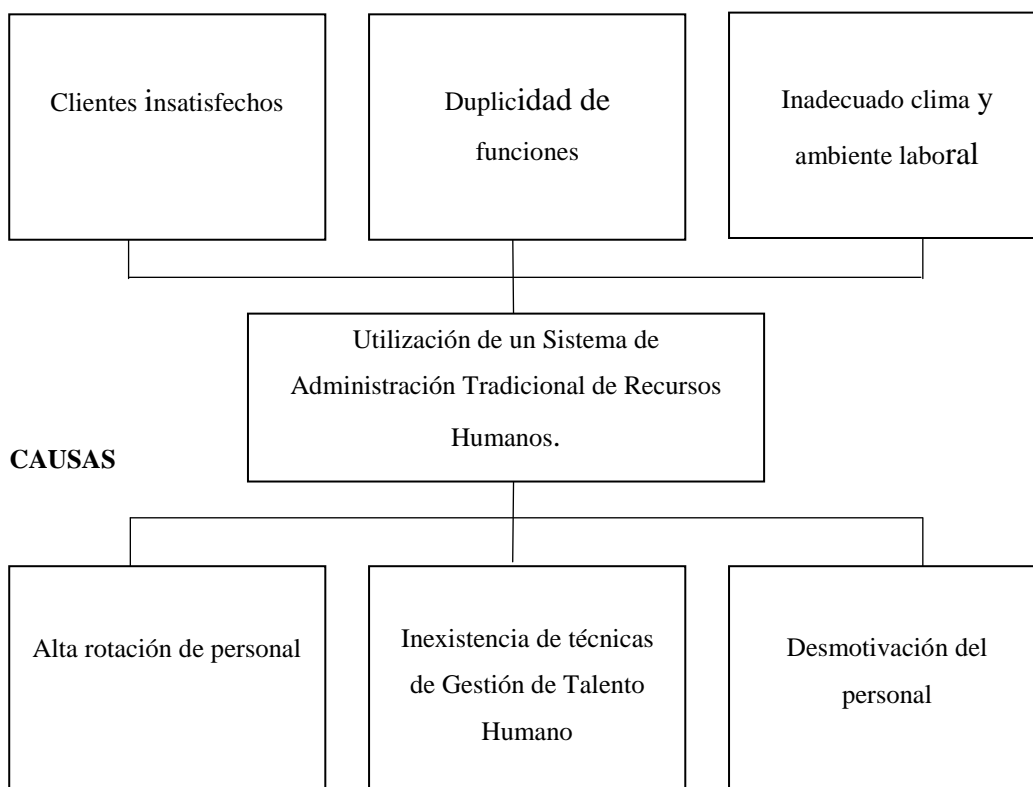 Clientes insatisfechos
Duplicidad de
funciones
Inadecuado clima y
ambiente laboral
Utilización de un Sistema de
Administración Tradicional de Recursos
Humanos.
CAUSAS
Alta rotación de personal
Inexistencia de técnicas
de Gestión de Talento
Humano
Desmotivación del
personal